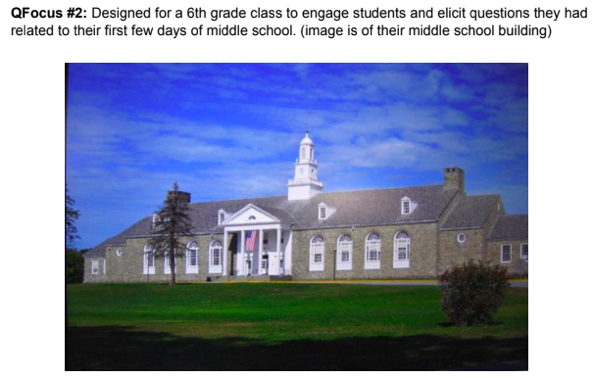 QFocus #2: Designed for a 6th grade class to engage students and elicit questions they had
related to their first few days of middle school. (image is of their middle school building)